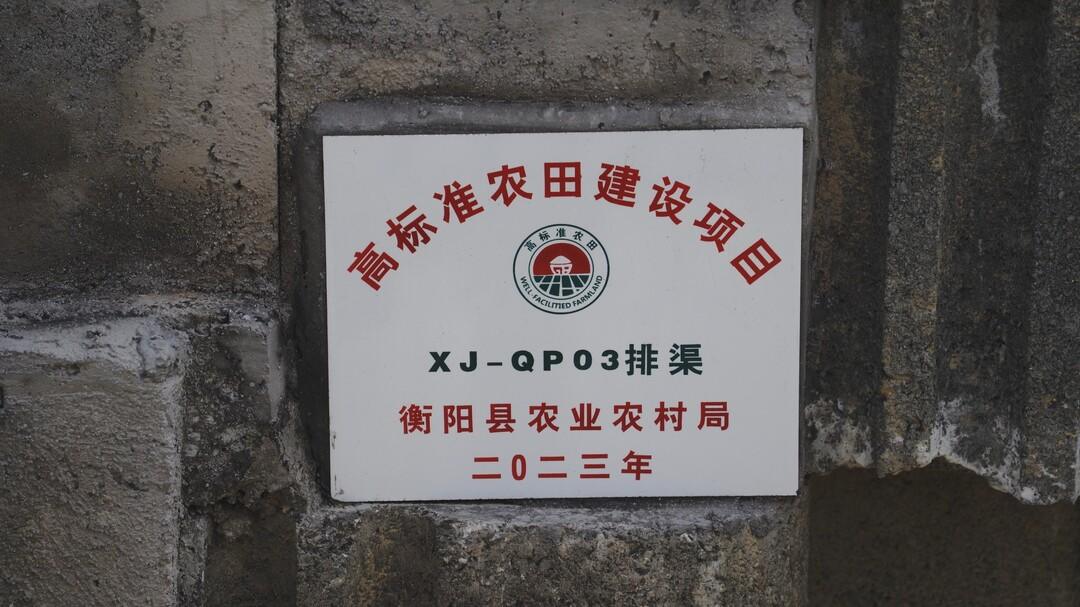 高标准农田建设项目
高标准农田
WELL-FACILITIED FARMLAND
XJ-QP03排渠
衡阳县农业农村局
二0二三年